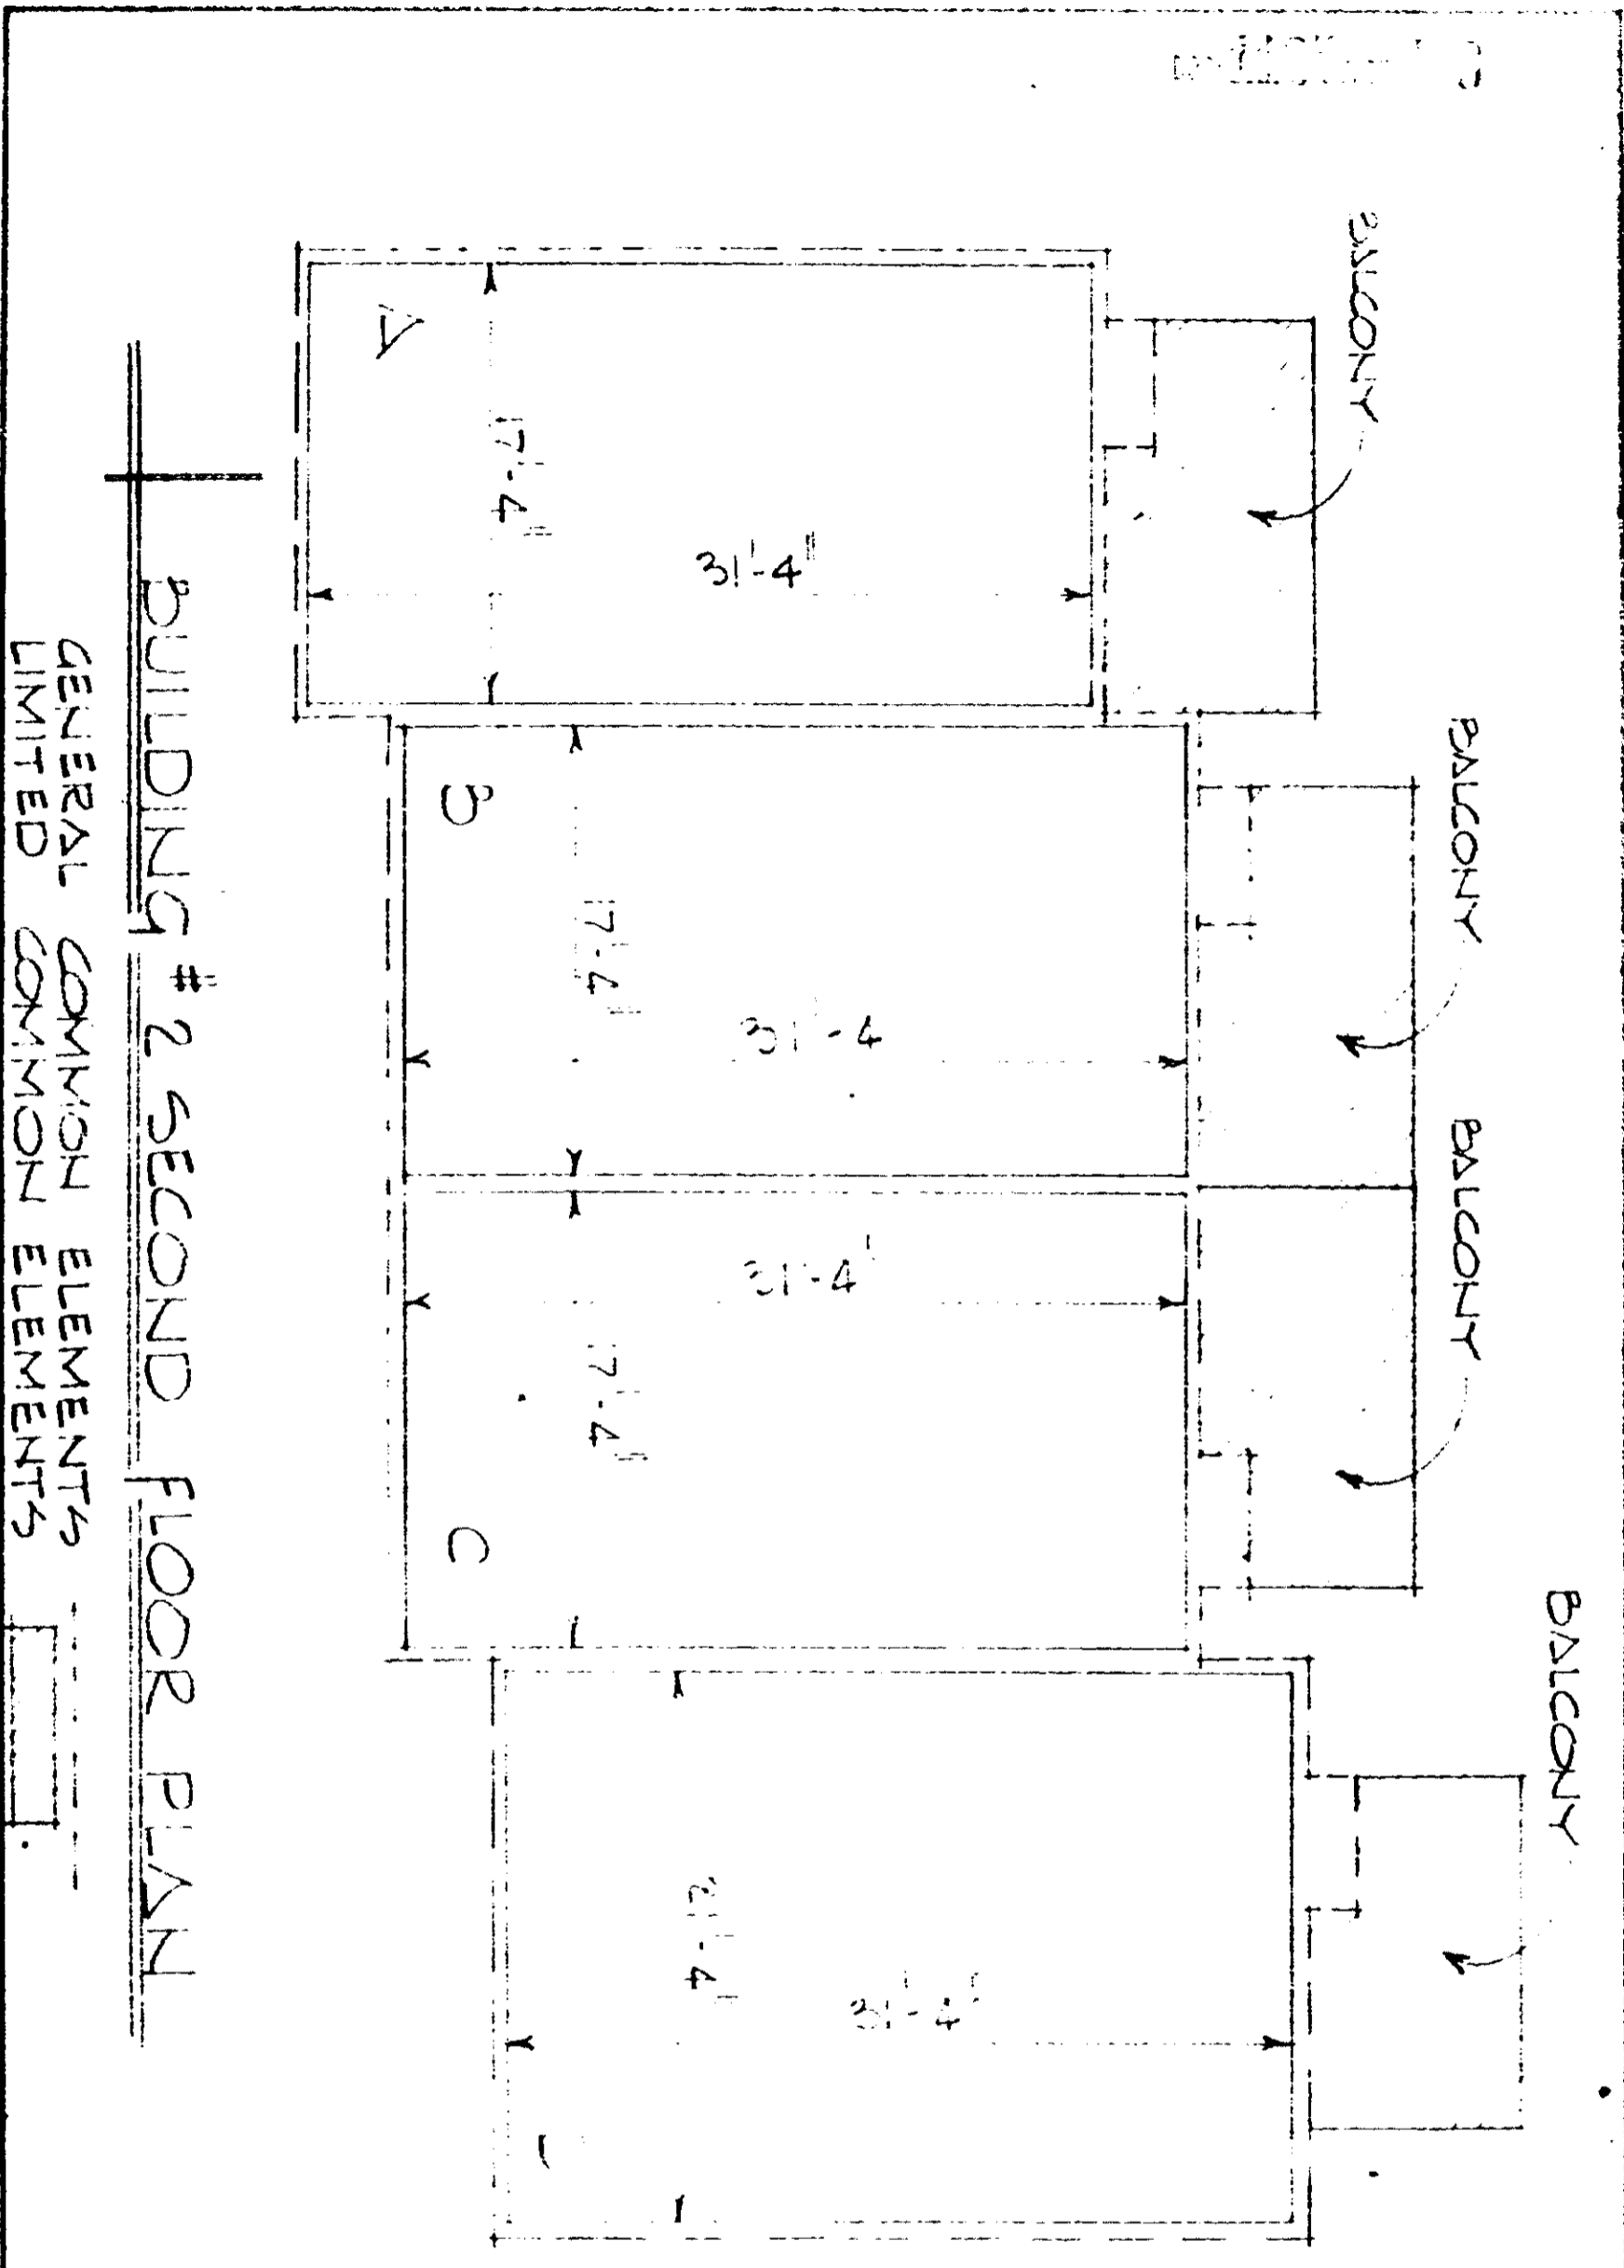 BALCONY
BALCONY
BALCONY
BALCONY
31'-4"
17'-4"
A
31'-4
17'-4"
B
31'-4'
17'-4"
C
31'-4"
21'-4"
BUILDING # 2 SECOND FLOOR PLAN
GENERAL COMMON ELEMENTS
LIMITED COMMON ELEMENTS